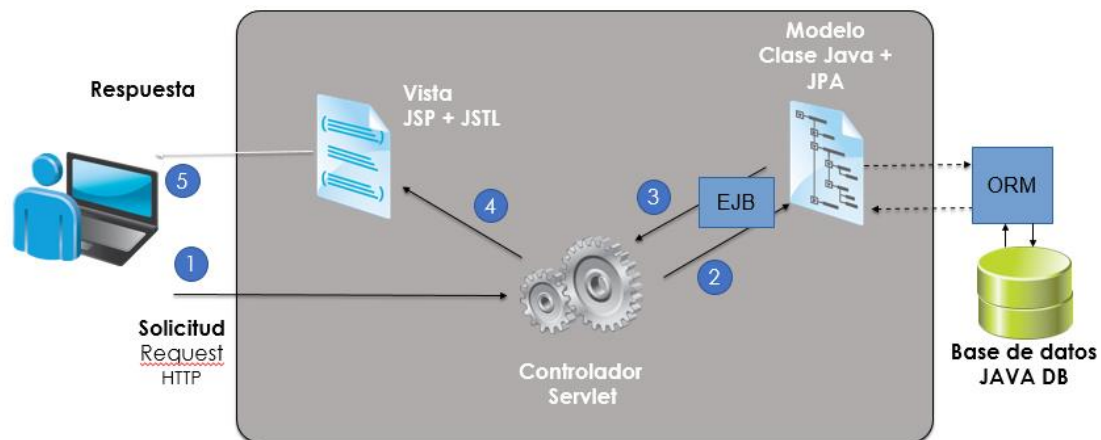 Respuesta
Vista
JSP + JSTL
Modelo
Clase Java +
JPA
5
4
3
EJB
ORM
1
2
Solicitud
Request
HTTP
Controlador
Servlet
Base de datos
JAVA DB